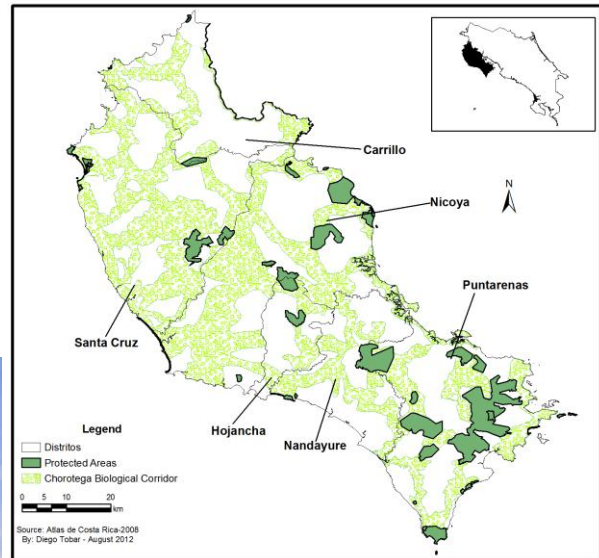 Carrillo
Nicoya
N
Puntarenas
Santa Cruz
Hojancha
Nandayure
Legend
Distritos
Protected Areas
Chorotega Biological Corridor
0 5 10 20
km
Source: Atlas de Costa Rica-2008
By: Diego Tobar - August 2012